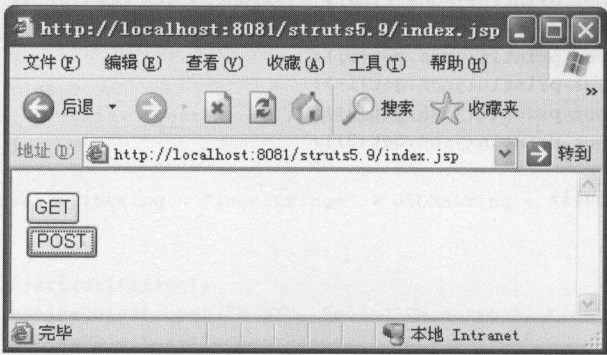 http://localhost:8081/struts5.9/index.jsp
文件(F) 编辑(E) 查看(V) 收藏(A) 工具(T) 帮助(H)
后退 搜索 收藏夹 »
地址(D) http://localhost:8081/struts5.9/index.jsp 转到
GET
POST
完毕 本地 Intranet